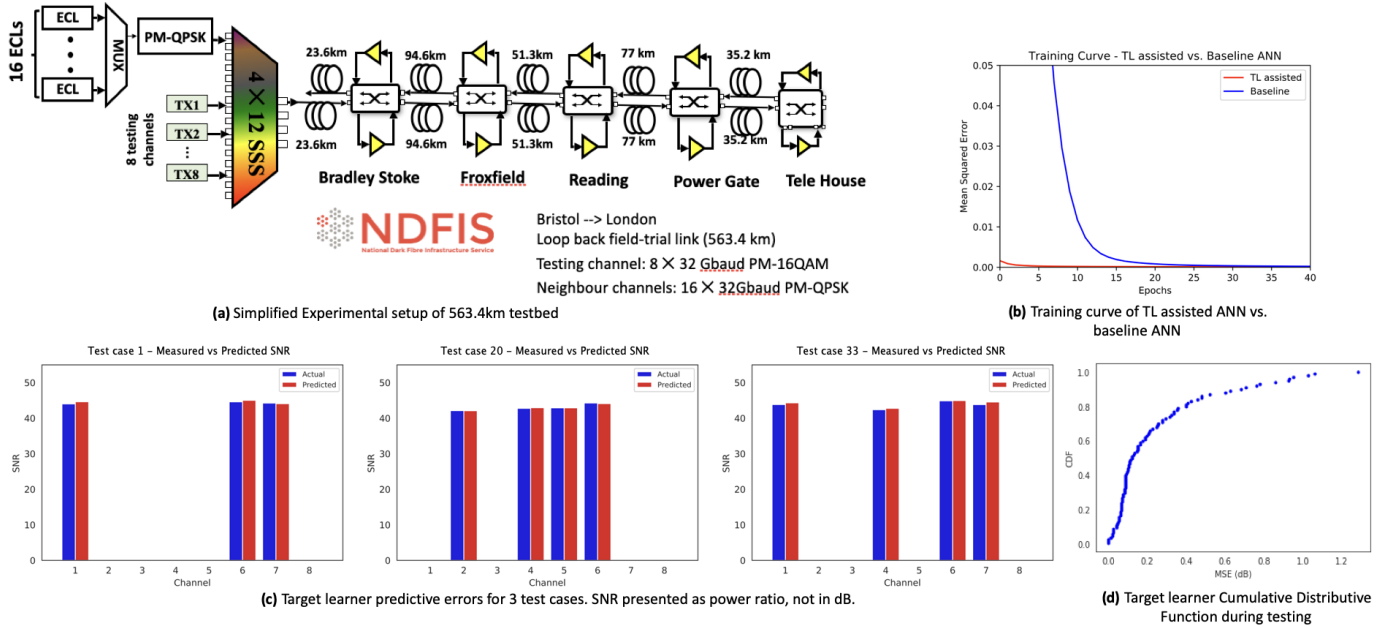 16 ECLs
ECL
ECL
MUX
PM-QPSK
8 testing
channels
TX1
TX2
TX8
4 × 12 SSS
23.6km
94.6km
51.3km
77 km
35.2 km
23.6km
94.6km
51.3km
77 km
35.2 km
Bradley Stoke
Froxfield
Reading
Power Gate
Tele House
NDFIS
National Dark Fibre Infrastructure Service
Bristol --> London
Loop back field-trial link (563.4 km)
Testing channel: 8 × 32 Gbaud PM-16QAM
Neighbour channels: 16 × 32Gbaud PM-QPSK
(a) Simplified Experimental setup of 563.4km testbed
Training Curve - TL assisted vs. Baseline ANN
TL assisted
Baseline
Mean Squared Error
0.05
0.04
0.03
0.02
0.01
0.00
0 5 10 15 20 25 30 35 40
Epochs
(b) Training curve of TL assisted ANN vs.
baseline ANN
Test case 1 – Measured vs Predicted SNR
Actual
Predicted
SNR
50
40
30
20
10
0
1 2 3 4 5 6 7 8
Channel
Test case 20 – Measured vs Predicted SNR
Actual
Predicted
SNR
50
40
30
20
10
0
1 2 3 4 5 6 7 8
Channel
Test case 33 – Measured vs Predicted SNR
Actual
Predicted
SNR
50
40
30
20
10
0
1 2 3 4 5 6 7 8
Channel
(c) Target learner predictive errors for 3 test cases. SNR presented as power ratio, not in dB.
CDF
1.0
0.8
0.6
0.4
0.2
0.0
0.0 0.2 0.4 0.6 0.8 1.0 1.2
MSE (dB)
(d) Target learner Cumulative Distributive
Function during testing